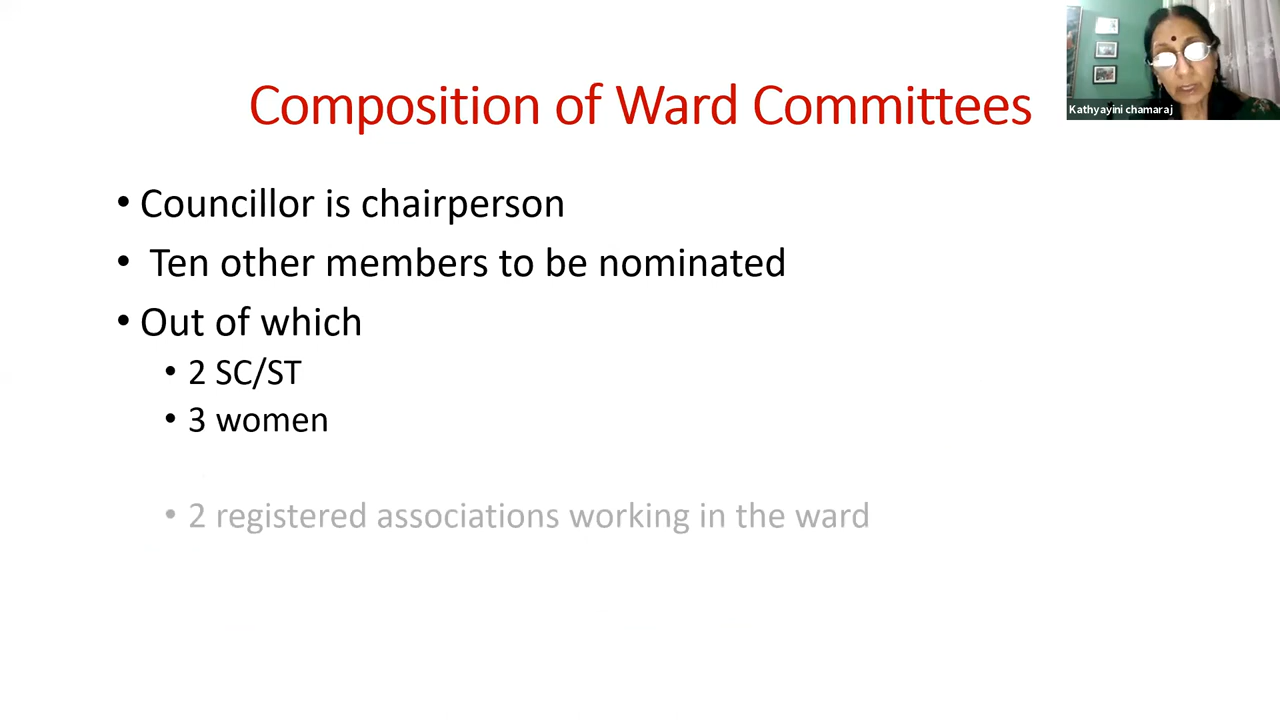 Composition of Ward Committees
Kathyayini chamaraj
• Councillor is chairperson
• Ten other members to be nominated
• Out of which
• 2 SC/ST
• 3 women
• 2 registered associations working in the ward